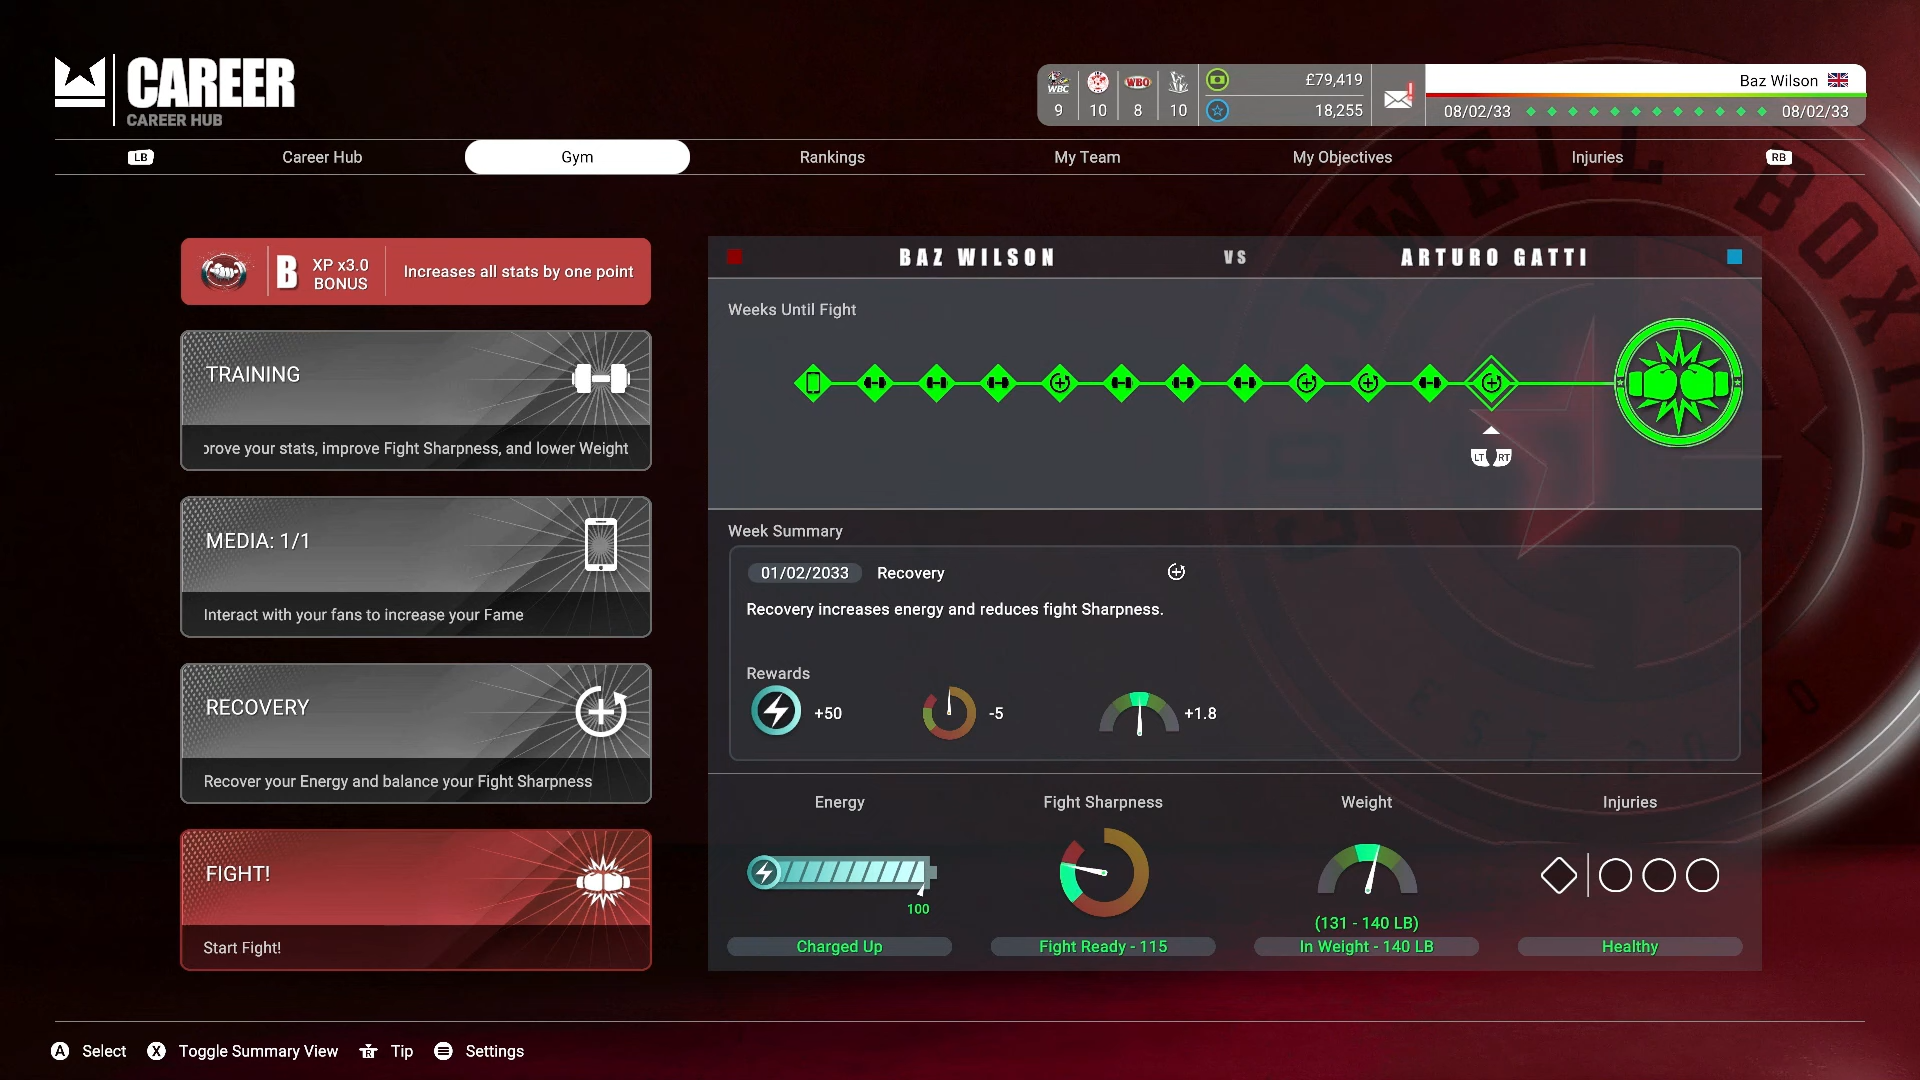 CAREER
CAREER HUB
WBC
WBO
9
10
8
10
£79,419
18,255
Baz Wilson
08/02/33
08/02/33
LB
Career Hub
Gym
Rankings
My Team
My Objectives
Injuries
RB
B
XP x3.0
BONUS
Increases all stats by one point
TRAINING
prove your stats, improve Fight Sharpness, and lower Weight
MEDIA: 1/1
Interact with your fans to increase your Fame
RECOVERY
Recover your Energy and balance your Fight Sharpness
FIGHT!
Start Fight!
BAZ WILSON
VS
ARTURO GATTI
Weeks Until Fight
LT RT
Week Summary
01/02/2033
Recovery
Recovery increases energy and reduces fight Sharpness.
Rewards
+50
-5
+1.8
Energy
Fight Sharpness
Weight
Injuries
100
(131 - 140 LB)
Charged Up
Fight Ready - 115
In Weight - 140 LB
Healthy
A Select
X Toggle Summary View
R Tip
Settings